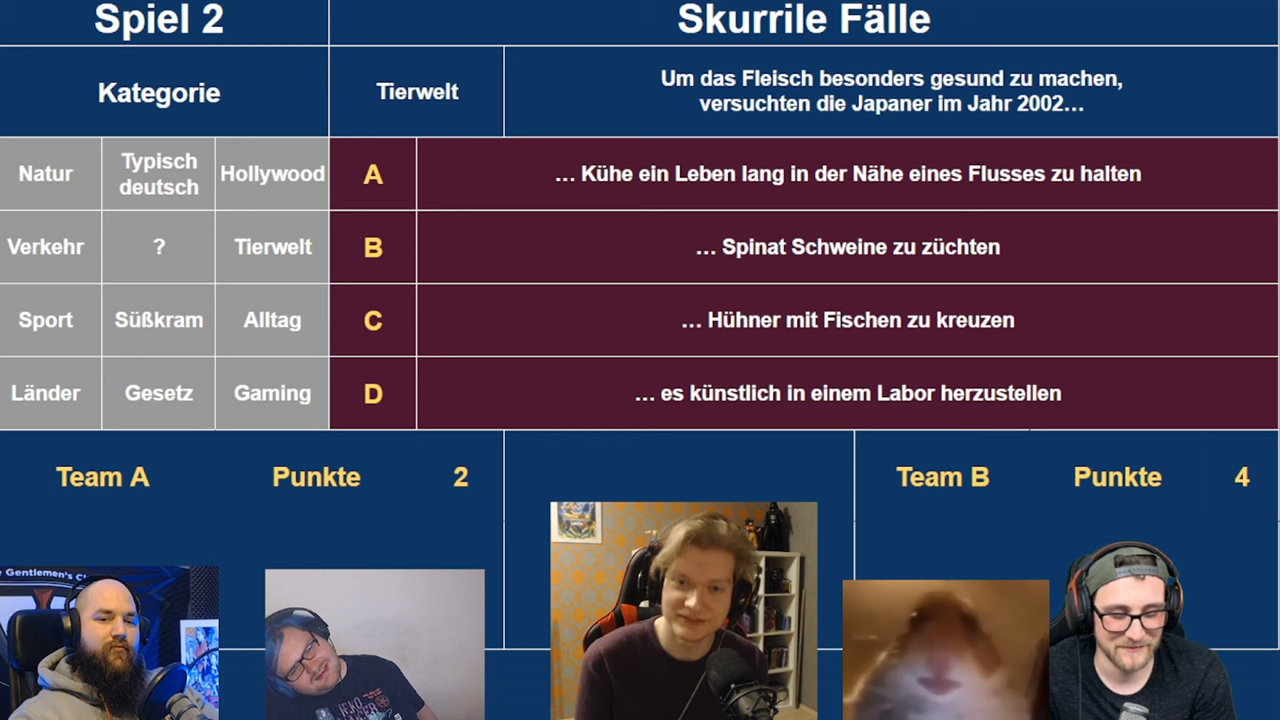 Spiel 2
Skurrile Fälle
Kategorie
Tierwelt
Um das Fleisch besonders gesund zu machen,
versuchten die Japaner im Jahr 2002…
Natur
Typisch
deutsch
Hollywood
A
… Kühe ein Leben lang in der Nähe eines Flusses zu halten
Verkehr
?
Tierwelt
B
… Spinat Schweine zu züchten
Sport
Süßkram
Alltag
C
… Hühner mit Fischen zu kreuzen
Länder
Gesetz
Gaming
D
… es künstlich in einem Labor herzustellen
Team A
Punkte
2
Team B
Punkte
4
Gentlemen's